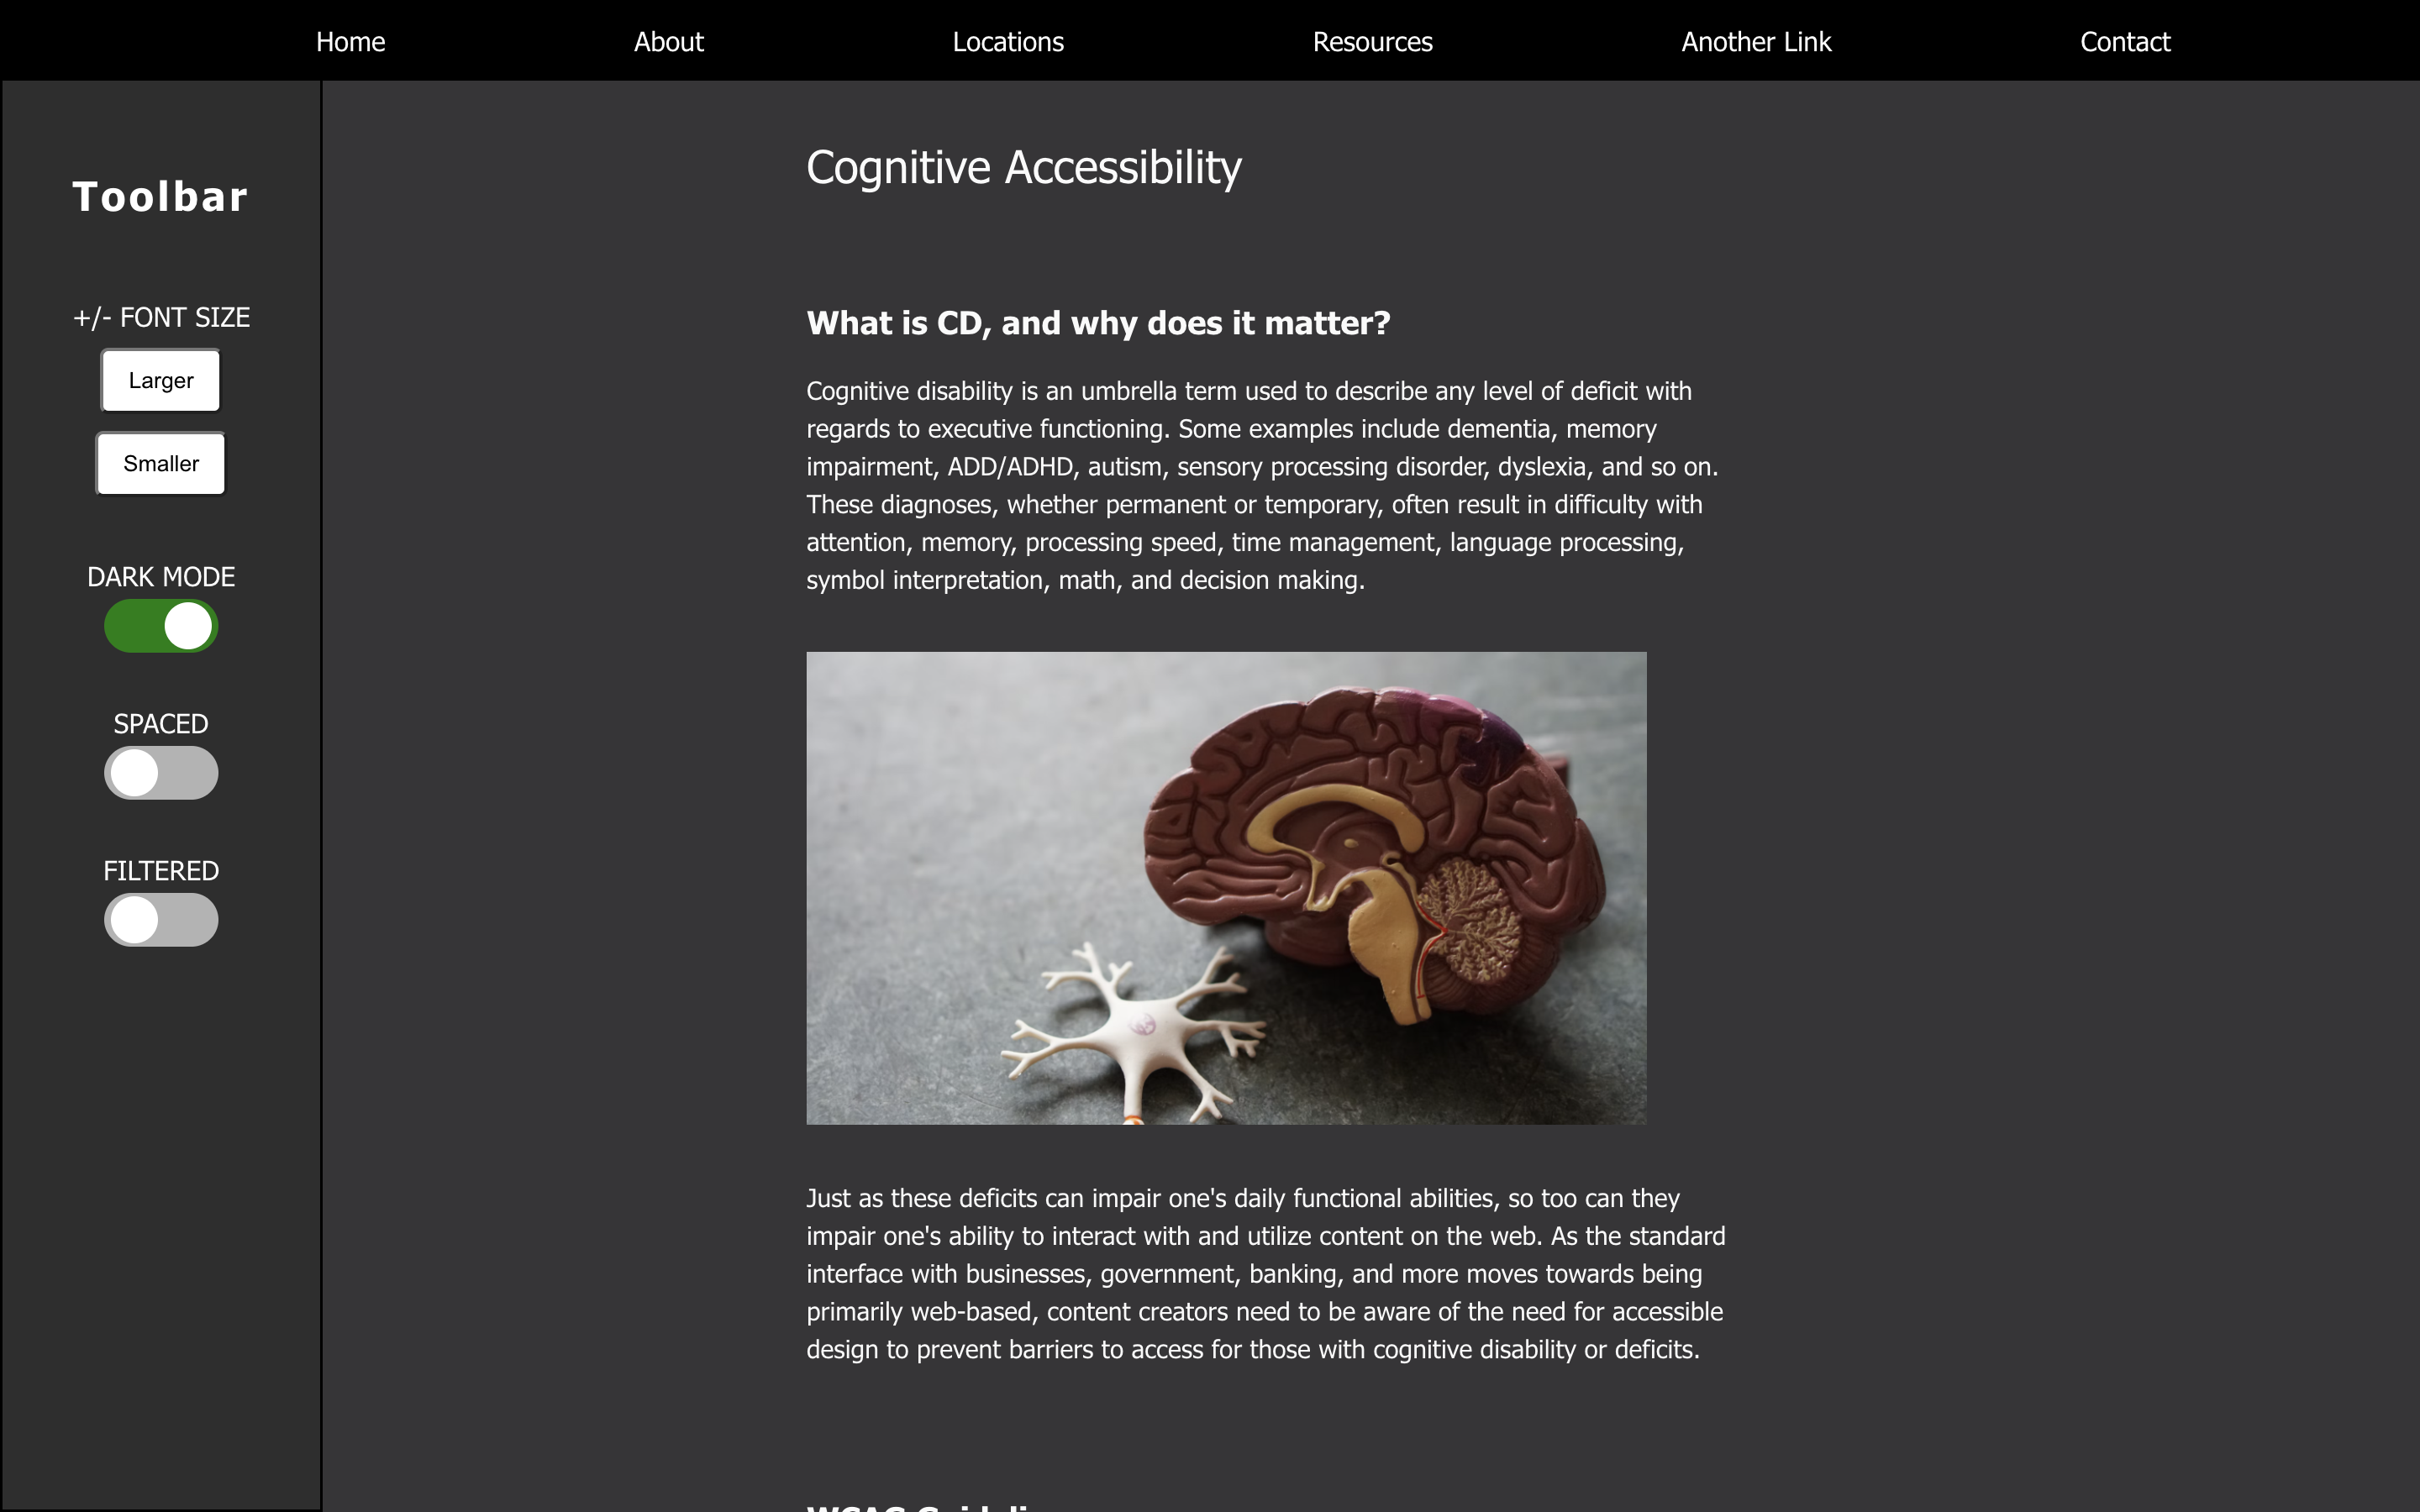 Home About Locations Resources Another Link Contact
Toolbar
+/- FONT SIZE
Larger
Smaller
DARK MODE
SPACED
FILTERED
Cognitive Accessibility
What is CD, and why does it matter?
Cognitive disability is an umbrella term used to describe any level of deficit with
regards to executive functioning. Some examples include dementia, memory
impairment, ADD/ADHD, autism, sensory processing disorder, dyslexia, and so on.
These diagnoses, whether permanent or temporary, often result in difficulty with
attention, memory, processing speed, time management, language processing,
symbol interpretation, math, and decision making.
Just as these deficits can impair one's daily functional abilities, so too can they
impair one's ability to interact with and utilize content on the web. As the standard
interface with businesses, government, banking, and more moves towards being
primarily web-based, content creators need to be aware of the need for accessible
design to prevent barriers to access for those with cognitive disability or deficits.